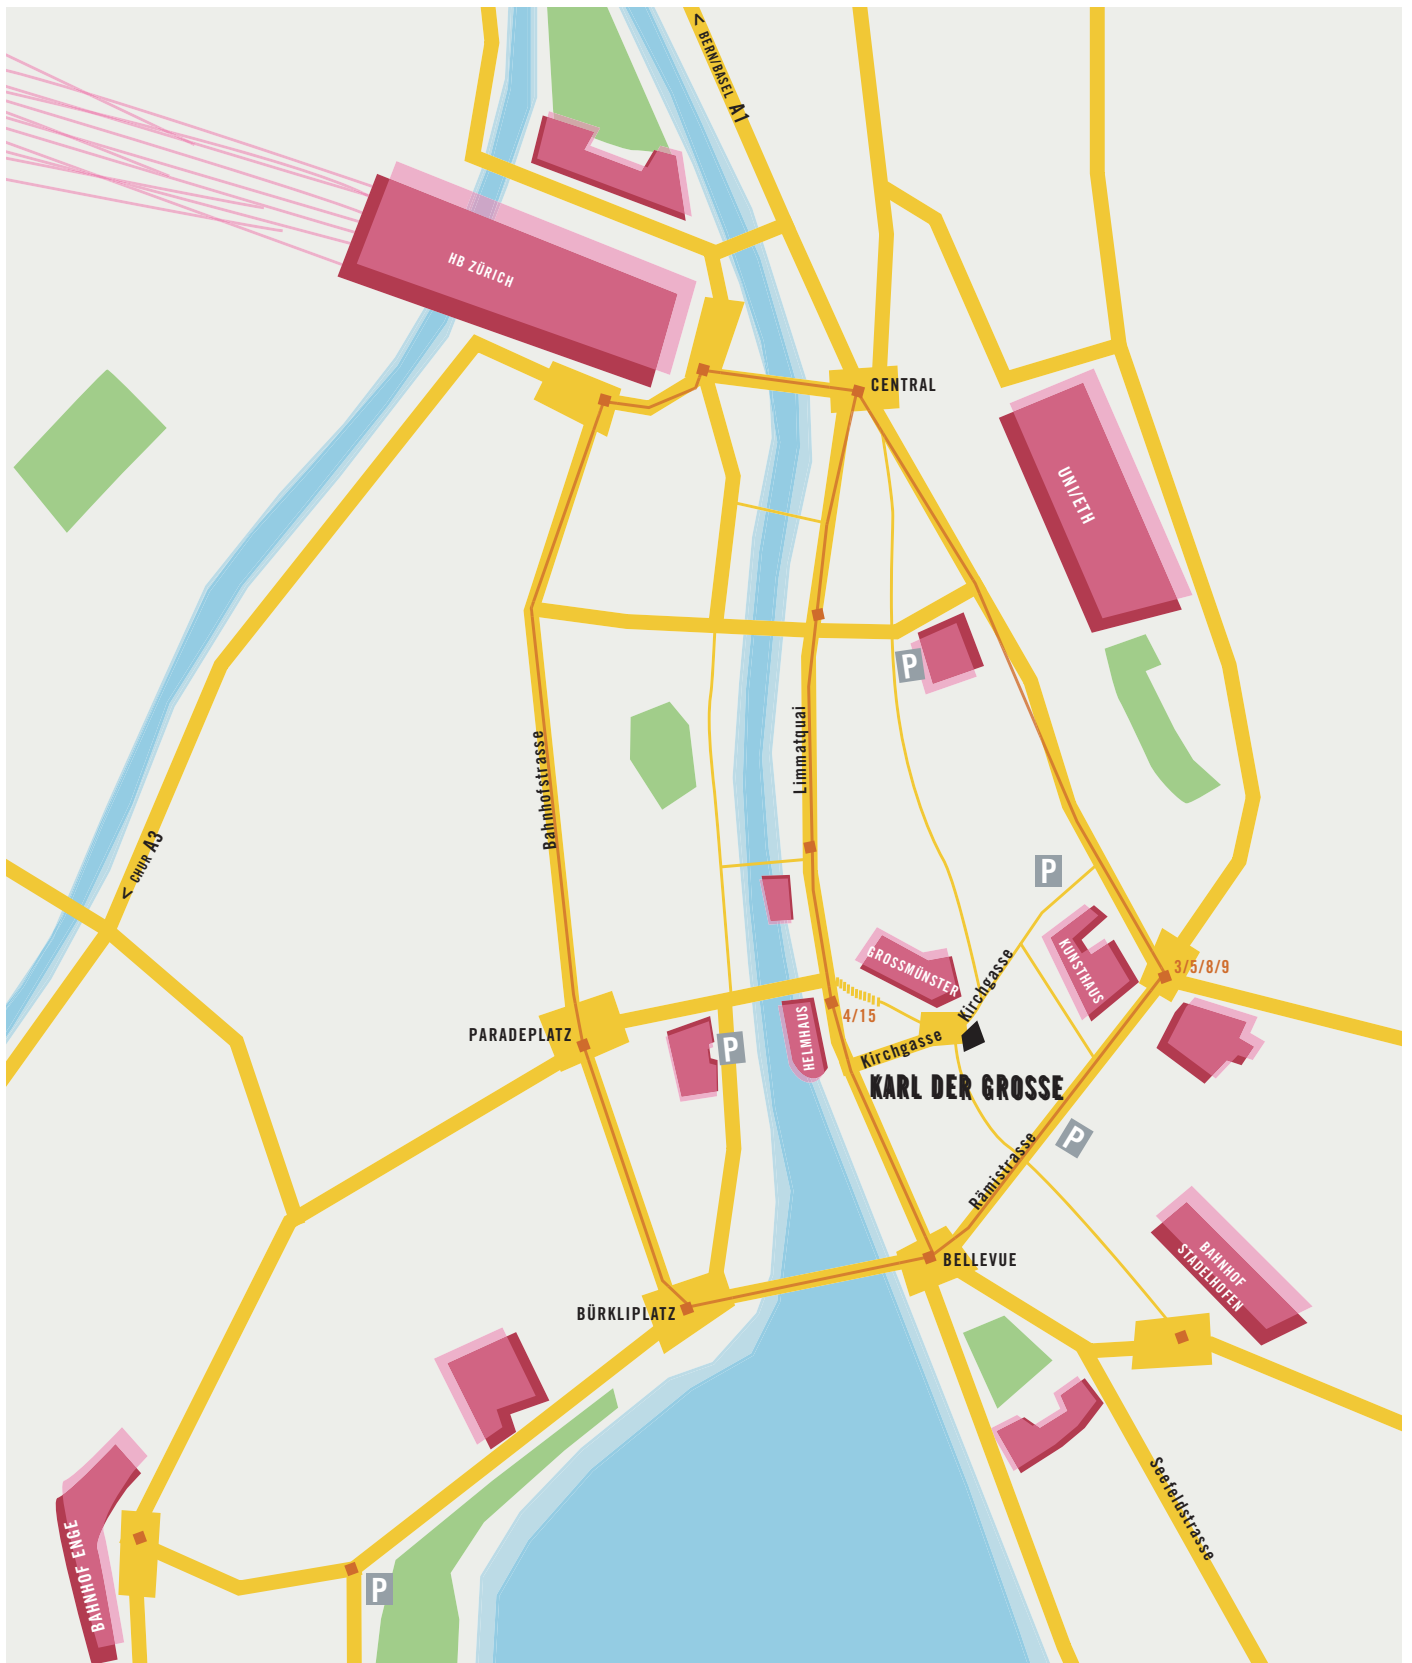 < BERN/BASEL A1
HB ZÜRICH
CENTRAL
UNI/ETH
P
Limmatquai
Bahnhofstrasse
< CHUR A3
P
KUNSTHAUS
GROSSMÜNSTER
Kirchgasse
3/5/8/9
4/15
PARADEPLATZ
P
HELMHAUS
Kirchgasse
KARL DER GROSSE
P
Rämistrasse
BAHNHOF
STADELHOFEN
BELLEVUE
BÜRKLIPLATZ
Seefeldstrasse
BAHNHOF ENGE
P